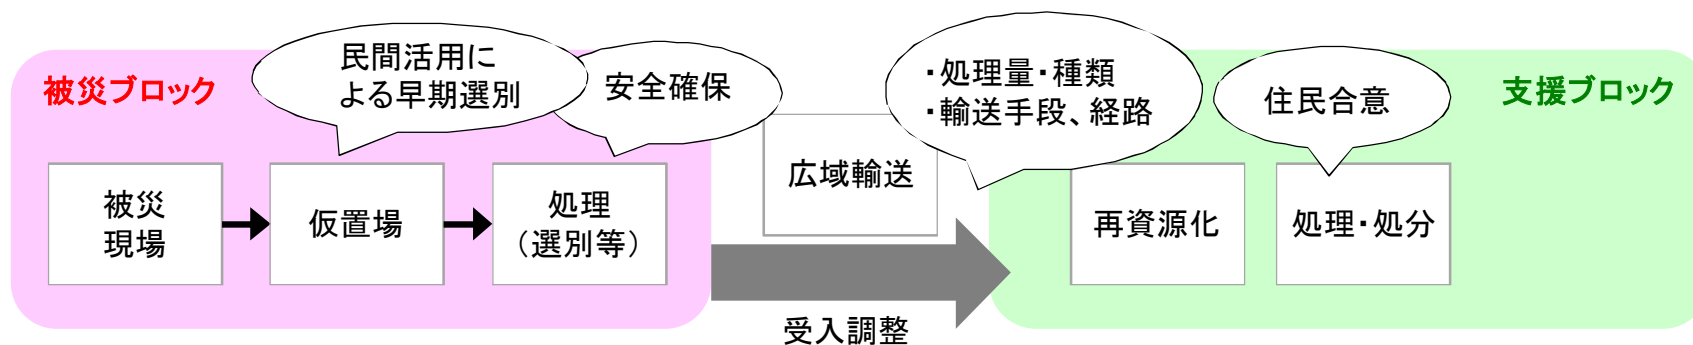 被災ブロック
民間活用に
よる早期選別
安全確保
・処理量・種類
・輸送手段、経路
住民合意
支援ブロック
被災
現場
仮置場
処理
（選別等）
広域輸送
再資源化
処理・処分
受入調整